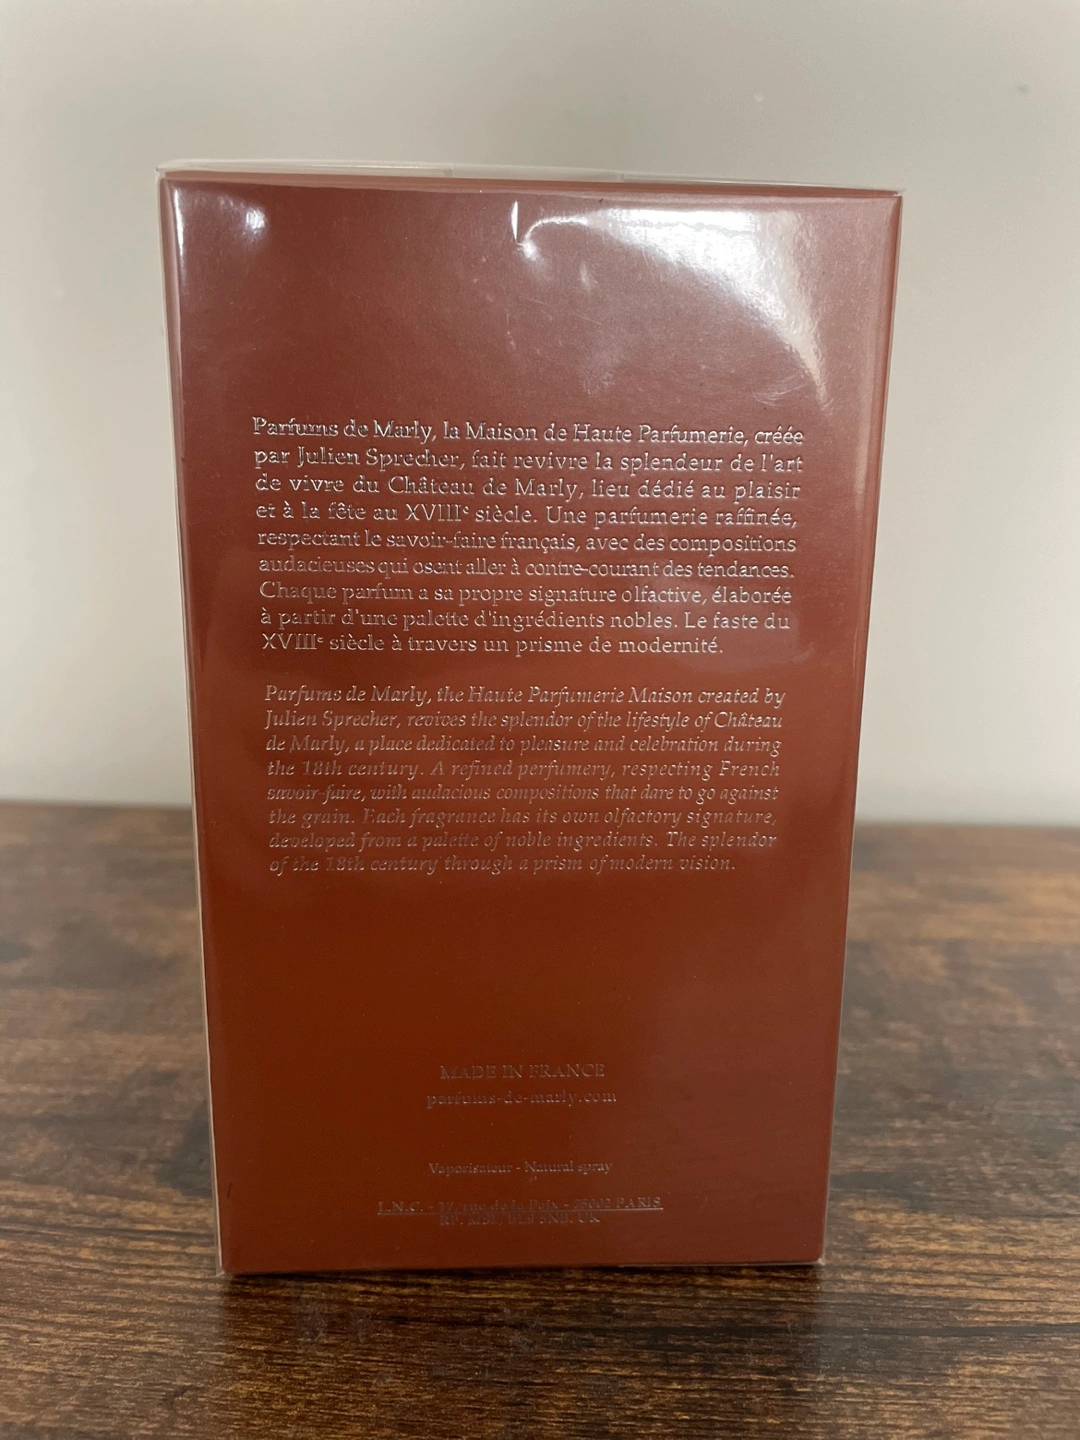 Parfums de Marly, la Maison de Haute Parfumerie, créée
par Julien Sprecher, fait revivre la splendeur de l'art
de vivre du Château de Marly, lieu dédié au plaisir
et à la fête au XVIIIᵉ siècle. Une parfumerie raffinée,
respectant le savoir-faire français, avec des compositions
audacieuses qui osent aller à contre-courant des tendances.
Chaque parfum a sa propre signature olfactive, élaborée
à partir d'une palette d'ingrédients nobles. Le faste du
XVIIIᵉ siècle à travers un prisme de modernité.
Parfums de Marly, the Haute Parfumerie Maison created by
Julien Sprecher, revives the splendor of the lifestyle of Château
de Marly, a place dedicated to pleasure and celebration during
the 18th century. A refined perfumery, respecting French
savoir-faire, with audacious compositions that dare to go against
the grain. Each fragrance has its own olfactory signature,
developed from a palette of noble ingredients. The splendor
of the 18th century through a prism of modern vision.
MADE IN FRANCE
parfums-de-marly.com
Vaporisateur - Natural spray
L.N.C. - 17, rue de la Paix - 75002 PARIS
UK